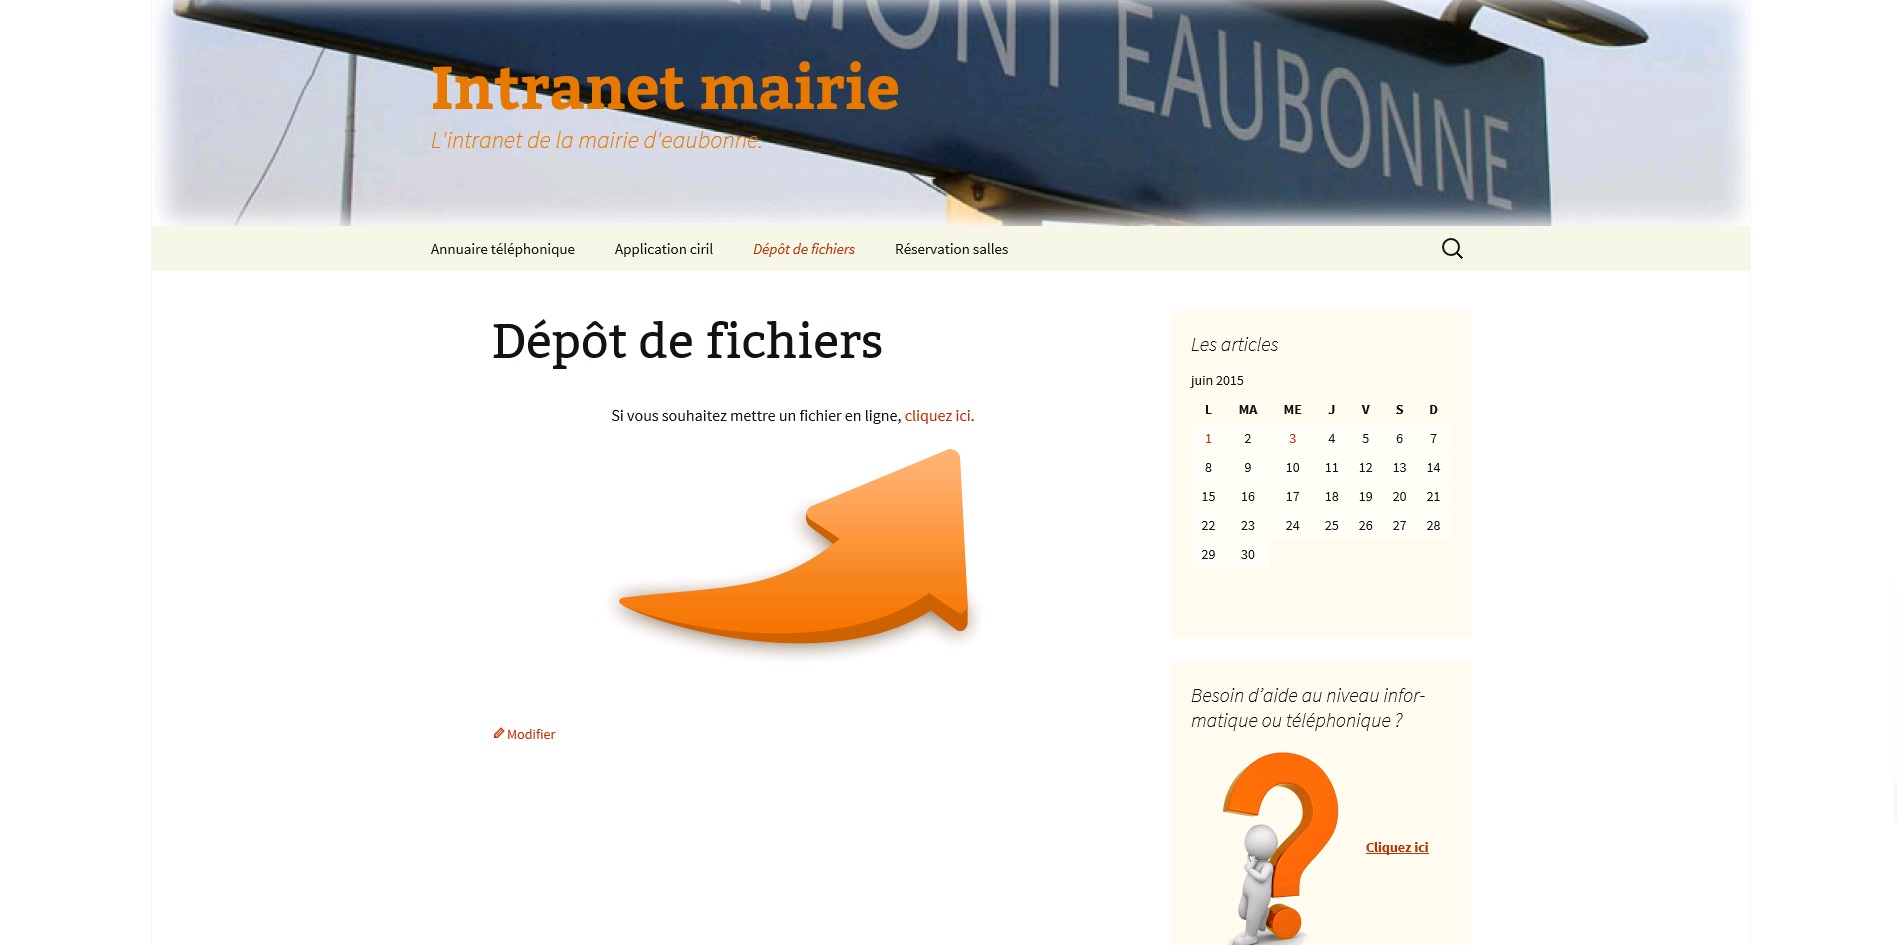 MONT EAUBONNE
Intranet mairie
L'intranet de la mairie d'eaubonne.
Annuaire téléphonique Application ciril Dépôt de fichiers Réservation salles
Dépôt de fichiers
Si vous souhaitez mettre un fichier en ligne, cliquez ici.
Modifier
Les articles
juin 2015
L MA ME J V S D
1 2 3 4 5 6 7
8 9 10 11 12 13 14
15 16 17 18 19 20 21
22 23 24 25 26 27 28
29 30
Besoin d’aide au niveau infor-
matique ou téléphonique ?
Cliquez ici